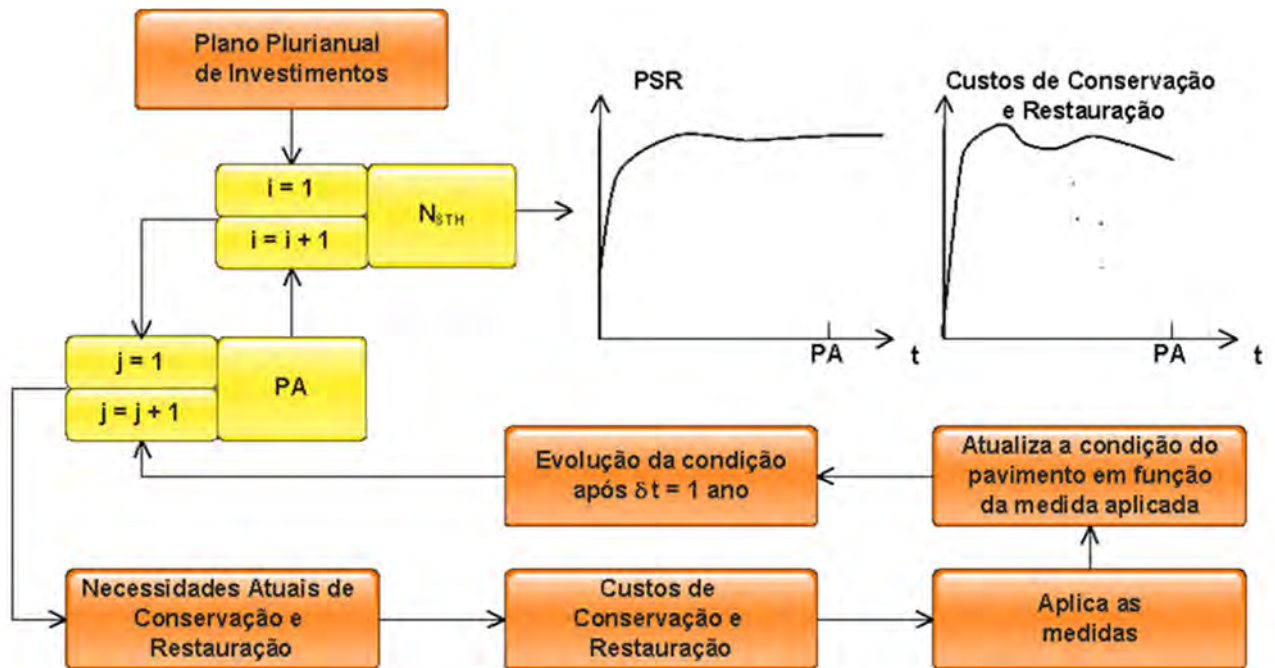 Plano Plurianual
de Investimentos
PSR
Custos de Conservação
e Restauração
i = 1
i = i + 1
NSTH
PA
t
PA
t
j = 1
j = j + 1
PA
Evolução da condição
após δt = 1 ano
Atualiza a condição do
pavimento em função
da medida aplicada
Necessidades Atuais de
Conservação e
Restauração
Custos de
Conservação e
Restauração
Aplica as
medidas